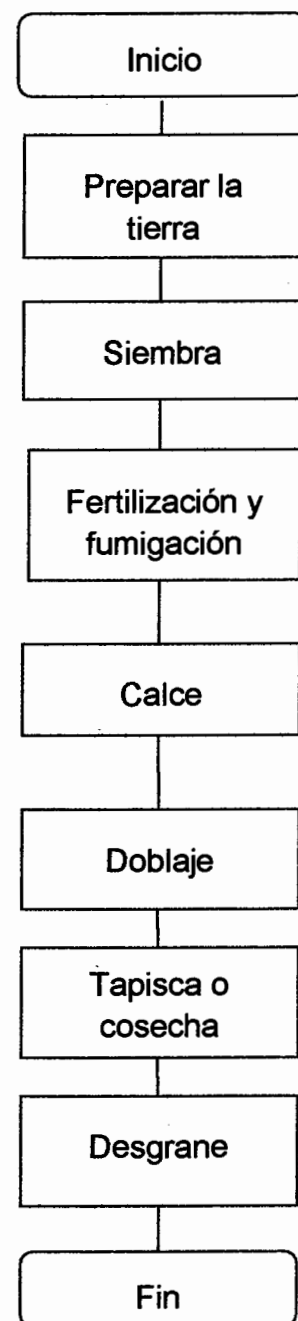 Inicio
Preparar la
tierra
Siembra
Fertilización y
fumigación
Calce
Doblaje
Tapisca o
cosecha
Desgrane
Fin